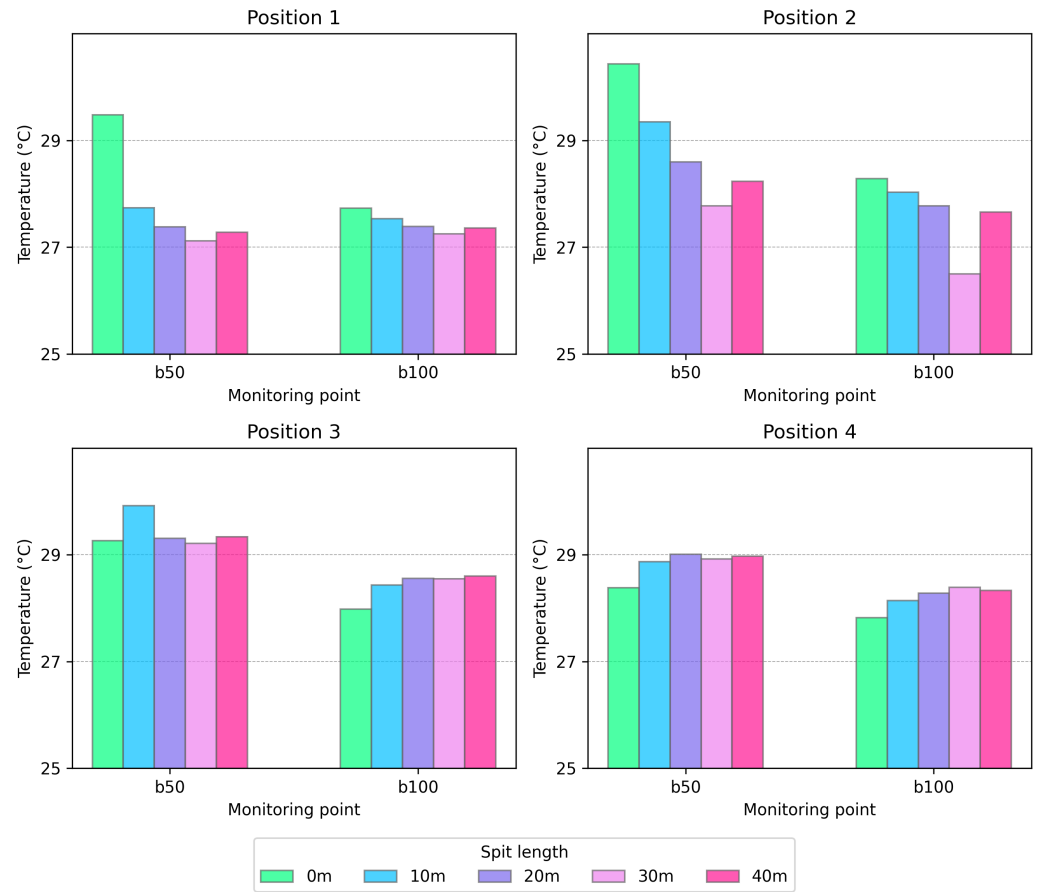 Position 1
Temperature (°C)
29
27
25
b50
b100
Monitoring point
Position 2
Temperature (°C)
29
27
25
b50
b100
Monitoring point
Position 3
Temperature (°C)
29
27
25
b50
b100
Monitoring point
Position 4
Temperature (°C)
29
27
25
b50
b100
Monitoring point
Spit length
0m 10m 20m 30m 40m